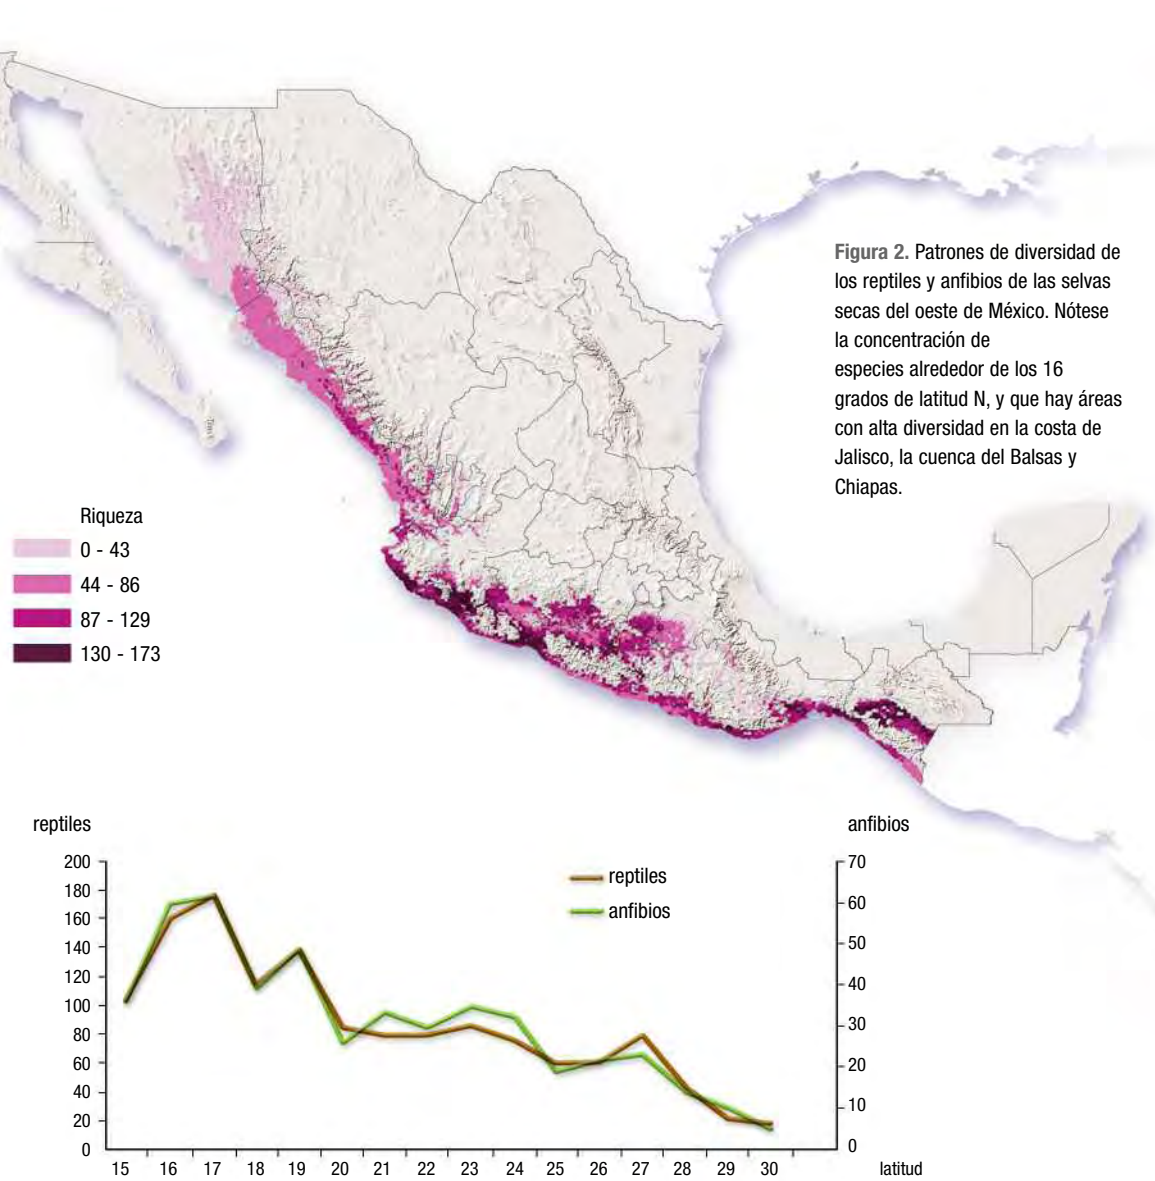 Figura 2. Patrones de diversidad de
los reptiles y anfibios de las selvas
secas del oeste de México. Nótese
la concentración de
especies alrededor de los 16
grados de latitud N, y que hay áreas
con alta diversidad en la costa de
Jalisco, la cuenca del Balsas y
Chiapas.
Riqueza
0 - 43
44 - 86
87 - 129
130 - 173
reptiles
anfibios
200
180
160
140
120
100
80
60
40
20
0
reptiles
anfibios
70
60
50
40
30
20
10
0
15 16 17 18 19 20 21 22 23 24 25 26 27 28 29 30
latitud